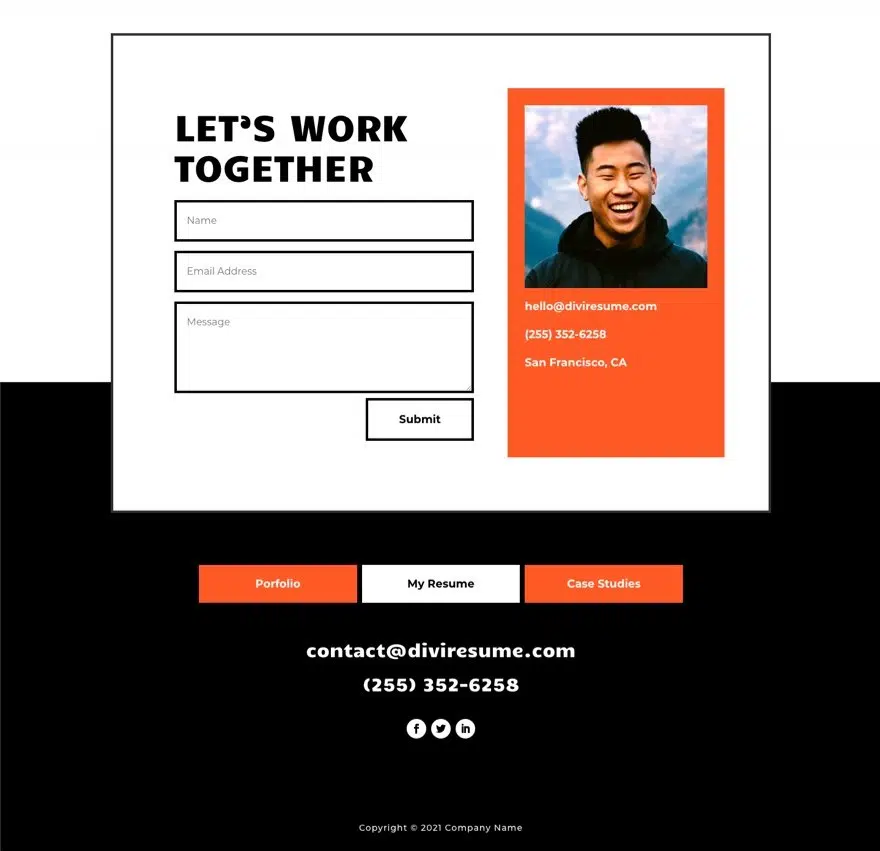 LET'S WORK
TOGETHER
Name
Email Address
Message
Submit
hello@diviresume.com
(255) 352-6258
San Francisco, CA
Porfolio
My Resume
Case Studies
contact@diviresume.com
(255) 352-6258
Copyright © 2021 Company Name